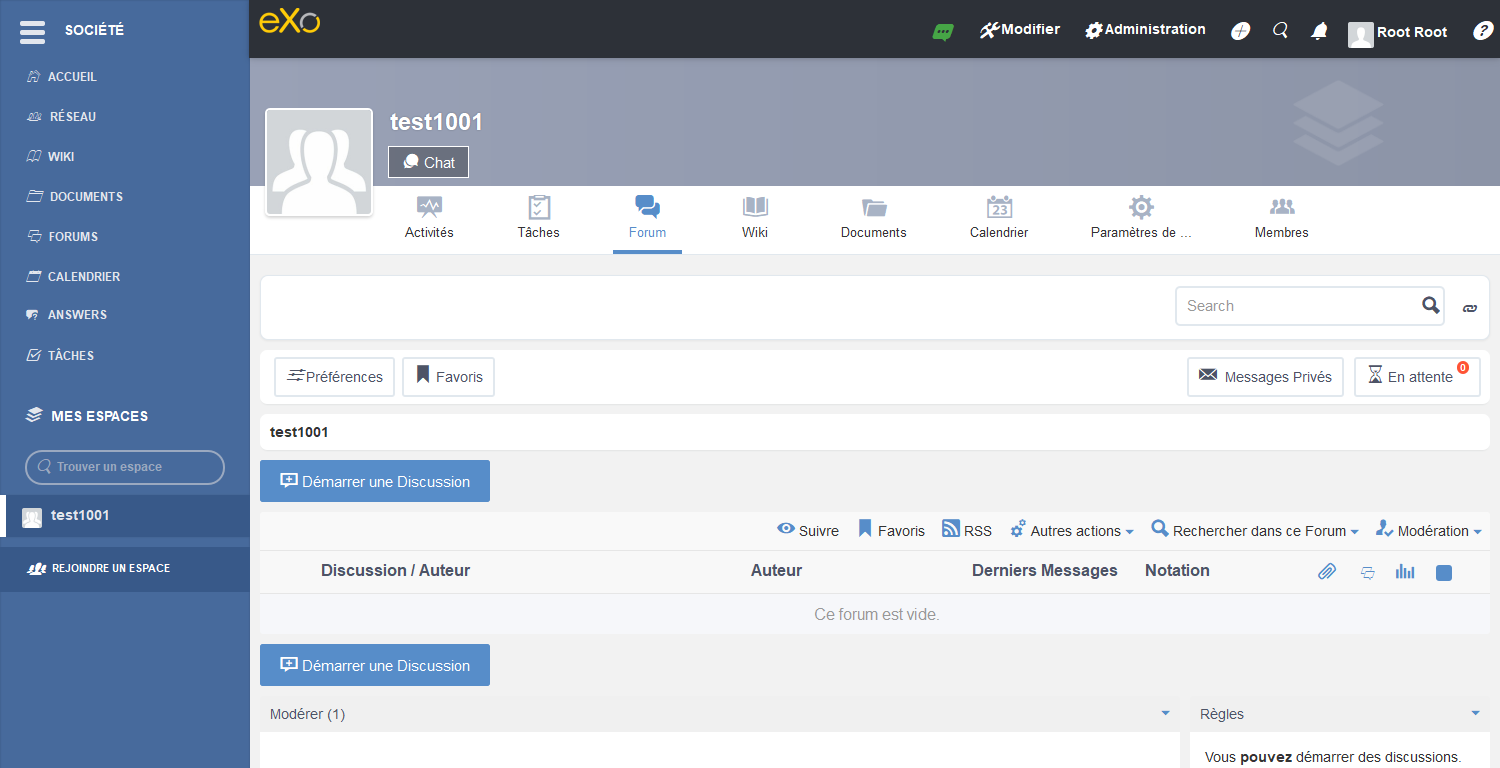 SOCIÉTÉ
eXo
Modifier
Administration
Root Root
?
ACCUEIL
RÉSEAU
WIKI
DOCUMENTS
FORUMS
CALENDRIER
ANSWERS
TÂCHES
MES ESPACES
Trouver un espace
test1001
REJOINDRE UN ESPACE
test1001
Chat
Activités
Tâches
Forum
Wiki
Documents
23
Calendrier
Paramètres de ...
Membres
Search
Préférences
Favoris
Messages Privés
En attente
0
test1001
Démarrer une Discussion
Suivre
Favoris
RSS
Autres actions
Rechercher dans ce Forum
Modération
Discussion / Auteur
Auteur
Derniers Messages
Notation
Ce forum est vide.
Démarrer une Discussion
Modérer (1)
Règles
Vous pouvez démarrer des discussions.